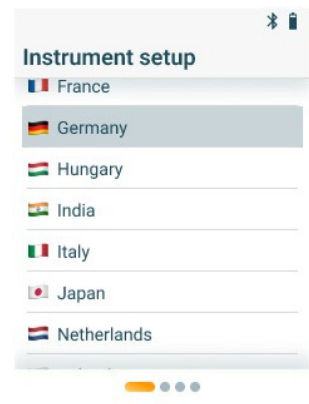 Instrument setup
France
Germany
Hungary
India
Italy
Japan
Netherlands